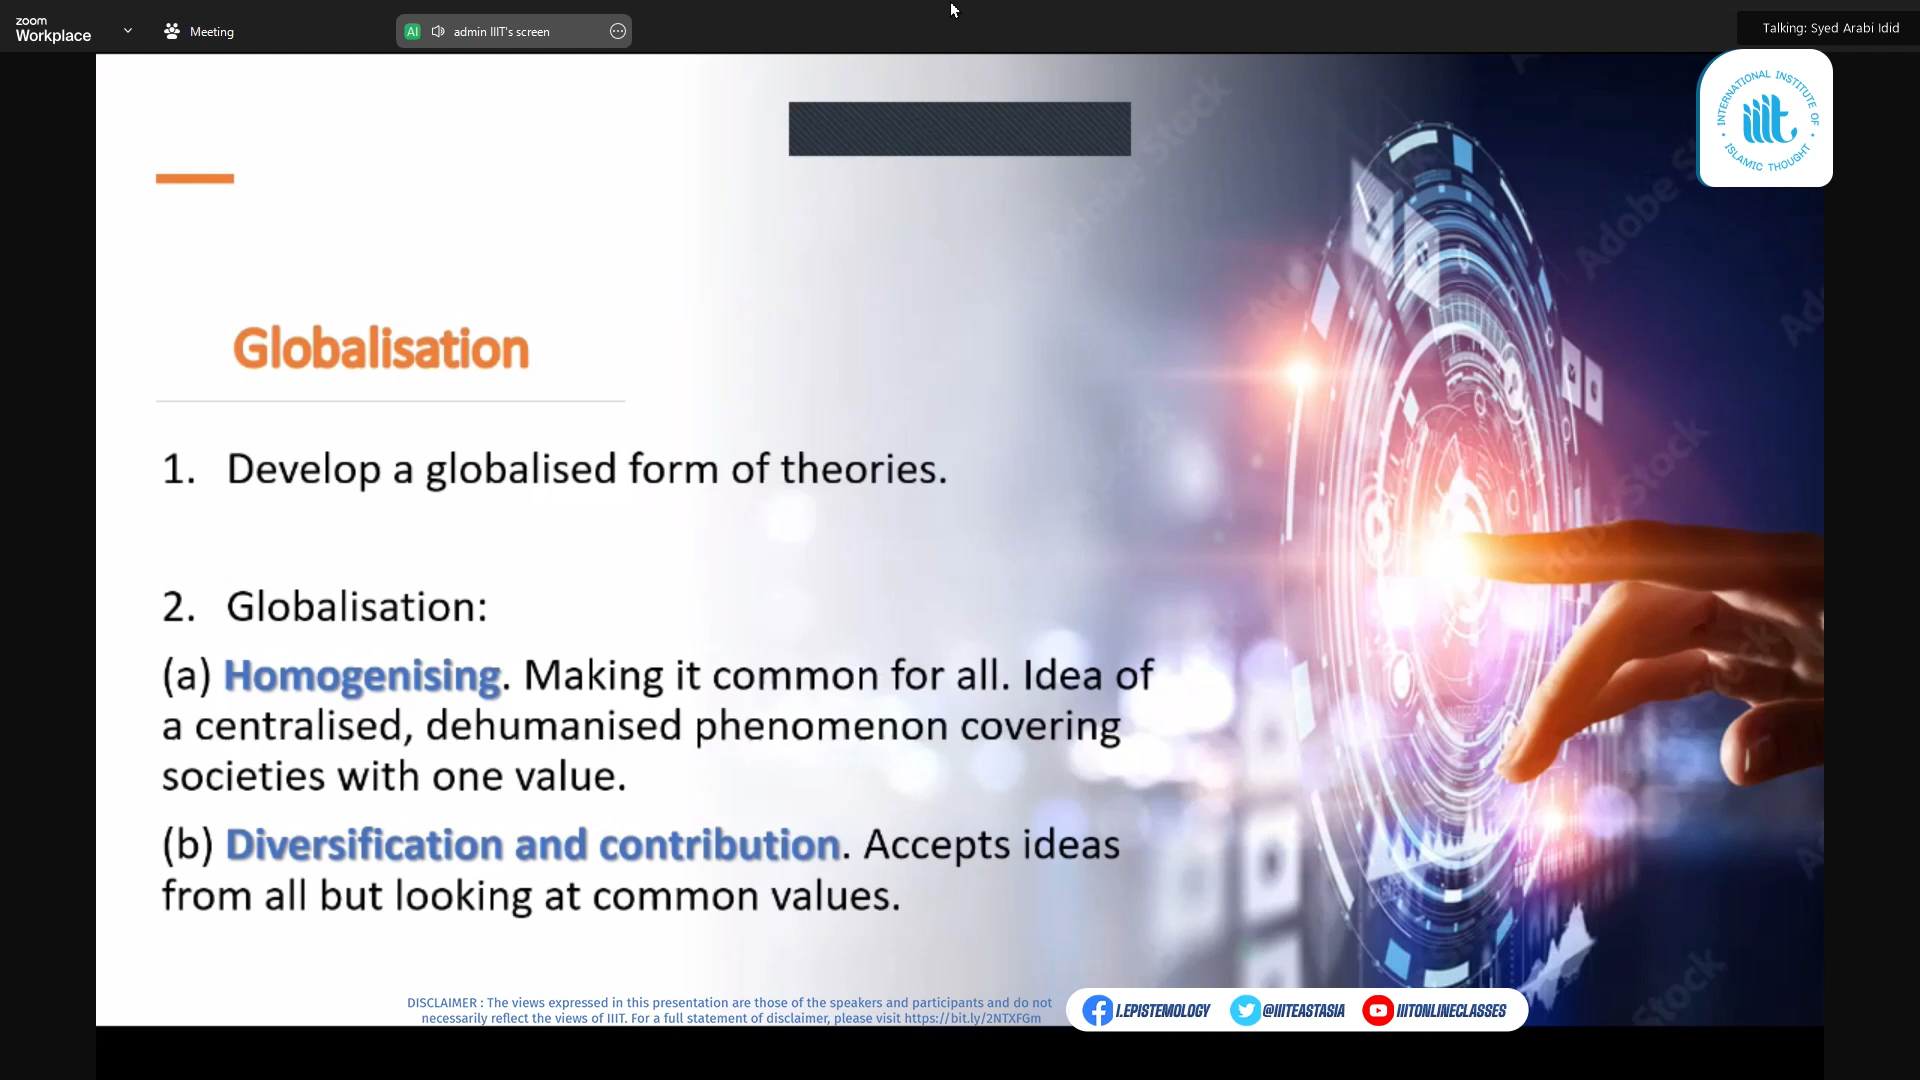 zoom
Workplace
Meeting
AI
admin IIIT's screen
Talking: Syed Arabi Idid
INTERNATIONAL INSTITUTE OF
iiit
ISLAMIC THOUGHT
Globalisation
1. Develop a globalised form of theories.
2. Globalisation:
(a) Homogenising. Making it common for all. Idea of
a centralised, dehumanised phenomenon covering
societies with one value.
(b) Diversification and contribution. Accepts ideas
from all but looking at common values.
DISCLAIMER : The views expressed in this presentation are those of the speakers and participants and do not
necessarily reflect the views of IIIT. For a full statement of disclaimer, please visit https://bit.ly/2NTXFGm
I.EPISTEMOLOGY
@IIITEASTASIA
IIITONLINECLASSES
Adobe Stock
Adobe Stock